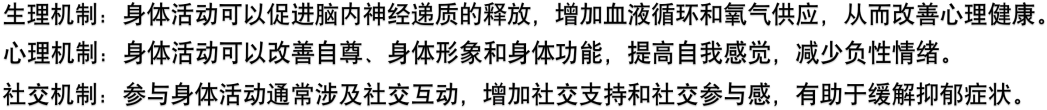 生理机制：身体活动可以促进脑内神经递质的释放，增加血液循环和氧气供应，从而改善心理健康。
心理机制：身体活动可以改善自尊、身体形象和身体功能，提高自我感觉，减少负性情绪。
社交机制：参与身体活动通常涉及社交互动，增加社交支持和社交参与感，有助于缓解抑郁症状。